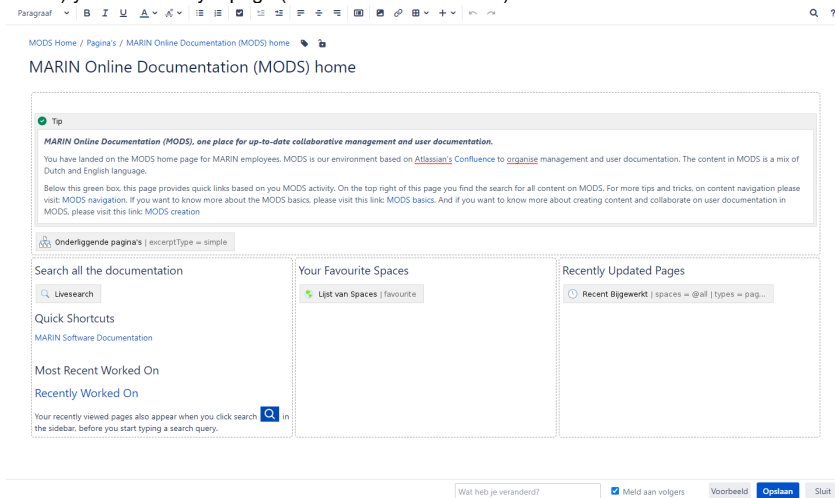 Paragraaf B I U A
MODS Home / Pagina's / MARIN Online Documentation (MODS) home
MARIN Online Documentation (MODS) home
Tip
MARIN Online Documentation (MODS), one place for up-to-date collaborative management and user documentation.
You have landed on the MODS home page for MARIN employees. MODS is our environment based on Atlassian's Confluence to organise management and user documentation. The content in MODS is a mix of
Dutch and English language.
Below this green box, this page provides quick links based on you MODS activity. On the top right of this page you find the search for all content on MODS. For more tips and tricks, on content navigation please
visit: MODS navigation. If you want to know more about the MODS basics, please visit this link: MODS basics. And if you want to know more about creating content and collaborate on user documentation in
MODS, please visit this link: MODS creation
Onderliggende pagina's | excerptType = simple
Search all the documentation
Livesearch
Quick Shortcuts
MARIN Software Documentation
Most Recent Worked On
Recently Worked On
Your recently viewed pages also appear when you click search in
the sidebar, before you start typing a search query.
Your Favourite Spaces
Lijst van Spaces | favourite
Recently Updated Pages
Recent Bijgewerkt | spaces = @all | types = pag...
Wat heb je veranderd? Meld aan volgers Voorbeeld Opslaan Sluit